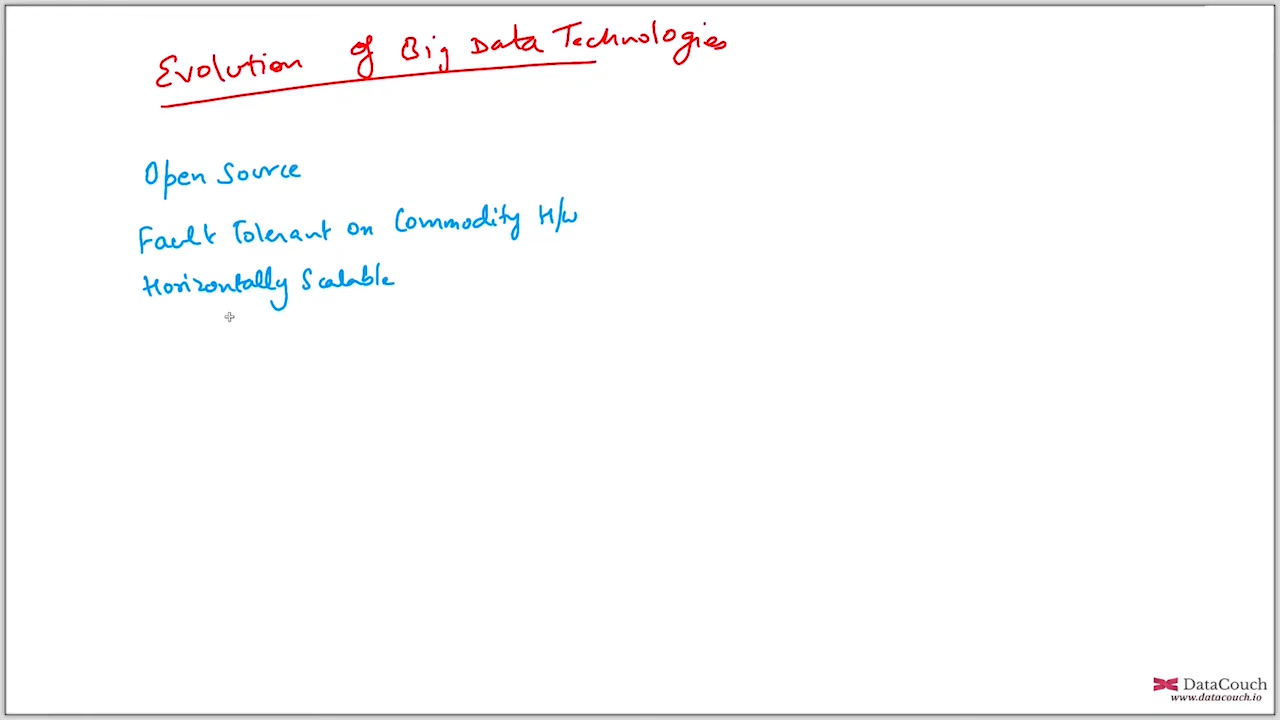 Evolution of Big Data Technologies
Open Source
Fault Tolerant on Commodity H/w
Horizontally Scalable
DataCouch
www.datacouch.io